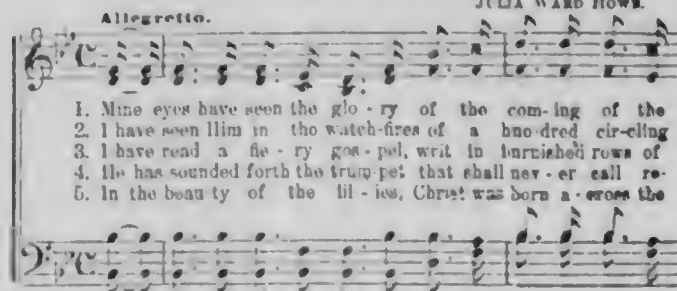 JULIA WARD HOWE.
Allegretto.
1. Mine eyes have seen the glo - ry of the com - ing of the
2. I have seen Him in the watch-fires of a hun-dred cir-cling
3. I have read a fie - ry gos - pel, writ in burnished rows of
4. He has sounded forth the trum-pet that shall nev - er call re-
5. In the beau-ty of the lil - ies, Christ was born a - cross the